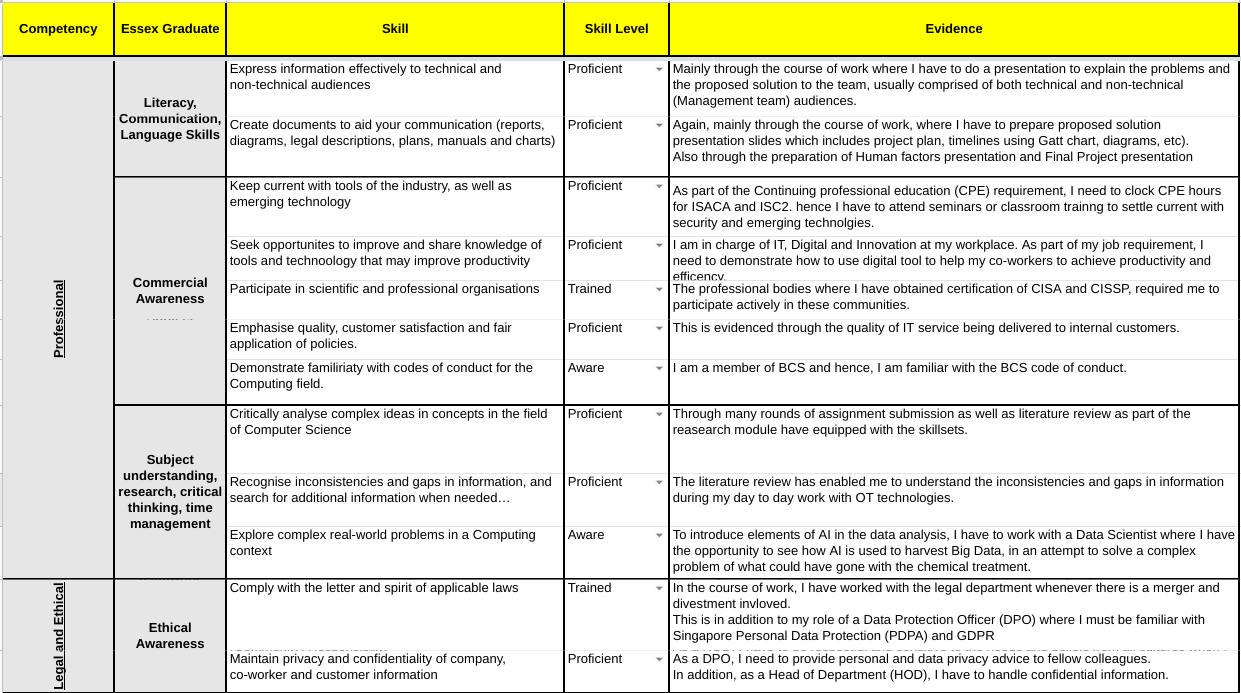 Competency Essex Graduate Skill Skill Level Evidence
Professional
Literacy,
Communication,
Language Skills
Express information effectively to technical and
non-technical audiences
Proficient
Mainly through the course of work where I have to do a presentation to explain the problems and
the proposed solution to the team, usually comprised of both technical and non-technical
(Management team) audiences.
Create documents to aid your communication (reports,
diagrams, legal descriptions, plans, manuals and charts)
Proficient
Again, mainly through the course of work, where I have to prepare proposed solution
presentation slides which includes project plan, timelines using Gatt chart, diagrams, etc).
Also through the preparation of Human factors presentation and Final Project presentation
Commercial
Awareness
Keep current with tools of the industry, as well as
emerging technology
Proficient
As part of the Continuing professional education (CPE) requirement, I need to clock CPE hours
for ISACA and ISC2. hence I have to attend seminars or classroom trainng to settle current with
security and emerging technolgies.
Seek opportunites to improve and share knowledge of
tools and technoology that may improve productivity
Proficient
I am in charge of IT, Digital and Innovation at my workplace. As part of my job requirement, I
need to demonstrate how to use digital tool to help my co-workers to achieve productivity and
efficency.
Participate in scientific and professional organisations
Trained
The professional bodies where I have obtained certification of CISA and CISSP, required me to
participate actively in these communities.
Emphasise quality, customer satisfaction and fair
application of policies.
Proficient
This is evidenced through the quality of IT service being delivered to internal customers.
Demonstrate familiriaty with codes of conduct for the
Computing field.
Aware
I am a member of BCS and hence, I am familiar with the BCS code of conduct.
Subject
understanding,
research, critical
thinking, time
management
Critically analyse complex ideas in concepts in the field
of Computer Science
Proficient
Through many rounds of assignment submission as well as literature review as part of the
reasearch module have equipped with the skillsets.
Recognise inconsistencies and gaps in information, and
search for additional information when needed…
Proficient
The literature review has enabled me to understand the inconsistencies and gaps in information
during my day to day work with OT technologies.
Explore complex real-world problems in a Computing
context
Aware
To introduce elements of AI in the data analysis, I have to work with a Data Scientist where I have
the opportunity to see how AI is used to harvest Big Data, in an attempt to solve a complex
problem of what could have gone with the chemical treatment.
Legal and Ethical
Ethical
Awareness
Comply with the letter and spirit of applicable laws
Trained
In the course of work, I have worked with the legal department whenever there is a merger and
divestment invloved.
This is in addition to my role of a Data Protection Officer (DPO) where I must be familiar with
Singapore Personal Data Protection (PDPA) and GDPR
Maintain privacy and confidentiality of company,
co-worker and customer information
Proficient
As a DPO, I need to provide personal and data privacy advice to fellow colleagues.
In addition, as a Head of Department (HOD), I have to handle confidential information.